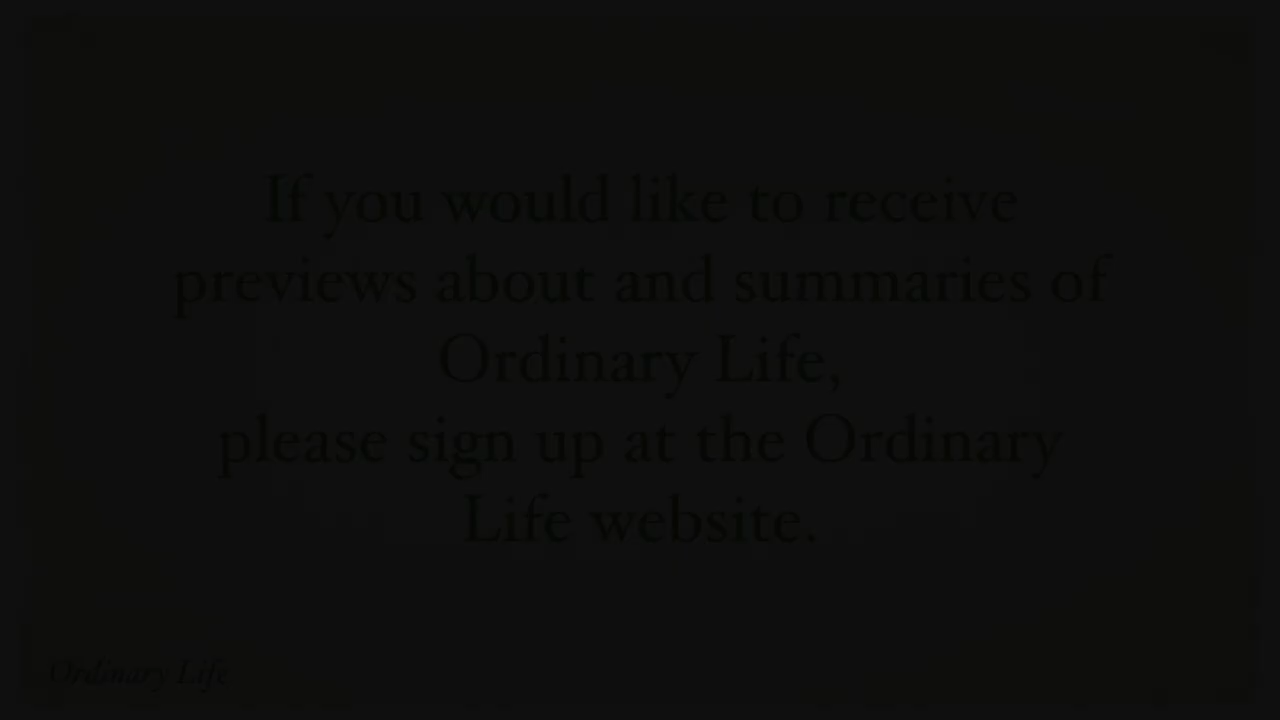 If you would like to receive
previews about and summaries of
Ordinary Life,
please sign up at the Ordinary
Life website.
Ordinary Life